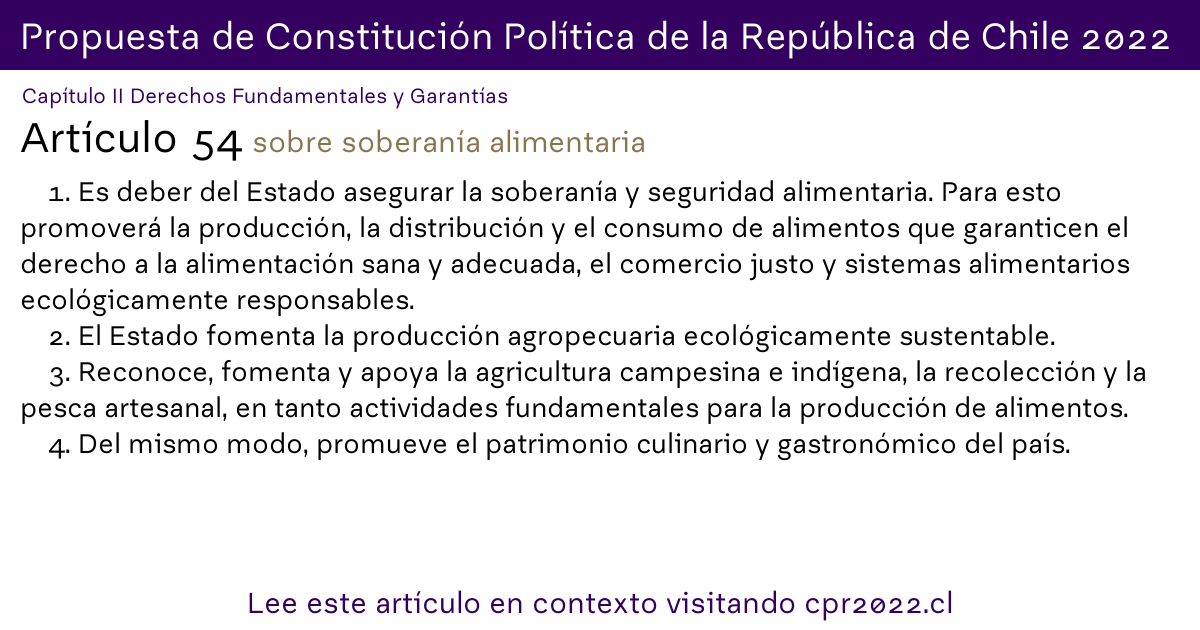 Propuesta de Constitución Política de la República de Chile 2022
Capítulo II Derechos Fundamentales y Garantías
Artículo 54 sobre soberanía alimentaria
1. Es deber del Estado asegurar la soberanía y seguridad alimentaria. Para esto
promoverá la producción, la distribución y el consumo de alimentos que garanticen el
derecho a la alimentación sana y adecuada, el comercio justo y sistemas alimentarios
ecológicamente responsables.
2. El Estado fomenta la producción agropecuaria ecológicamente sustentable.
3. Reconoce, fomenta y apoya la agricultura campesina e indígena, la recolección y la
pesca artesanal, en tanto actividades fundamentales para la producción de alimentos.
4. Del mismo modo, promueve el patrimonio culinario y gastronómico del país.
Lee este artículo en contexto visitando cpr2022.cl